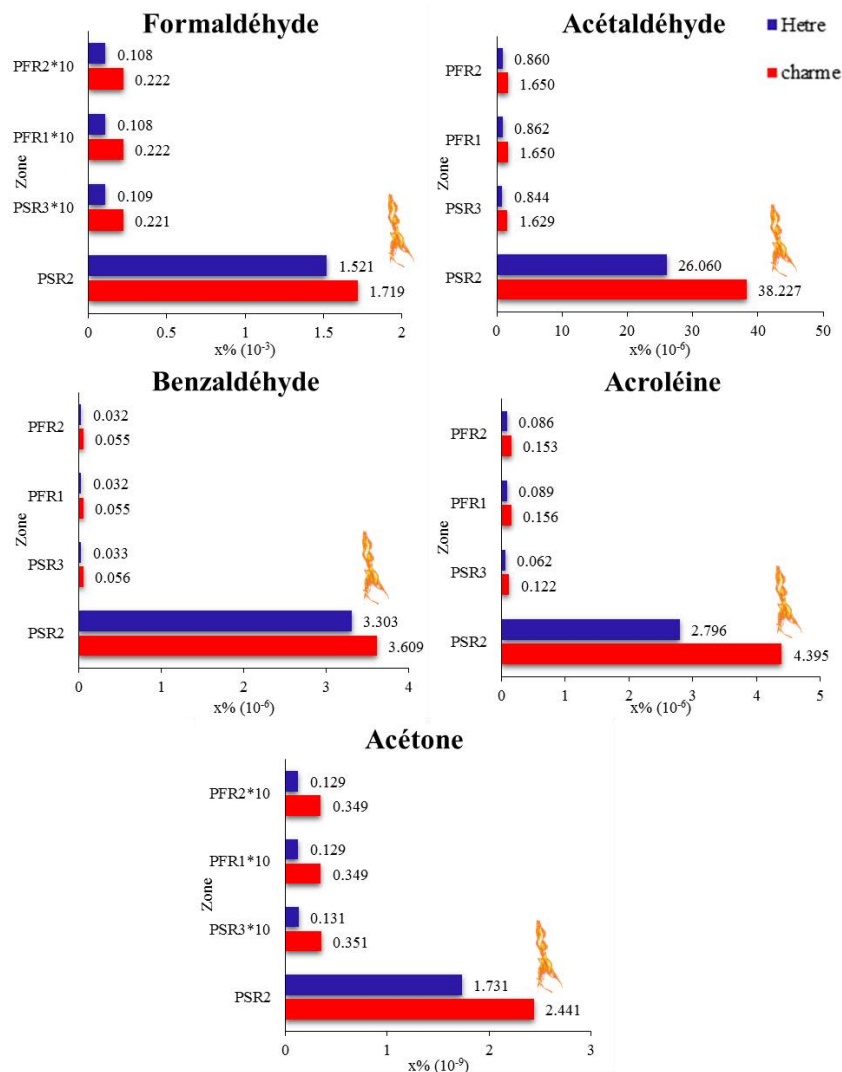 Formaldéhyde
PFR2*10
0.108
0.222
PFR1*10
0.108
0.222
Zone
PSR3*10
0.109
0.221
PSR2
1.521
1.719
0 0.5 1 1.5 2
x% (10⁻³)
Acétaldéhyde
Hetre
charme
PFR2
0.860
1.650
PFR1
0.862
1.650
Zone
PSR3
0.844
1.629
PSR2
26.060
38.227
0 10 20 30 40 50
x% (10⁻⁶)
Benzaldéhyde
PFR2
0.032
0.055
PFR1
0.032
0.055
Zone
PSR3
0.033
0.056
PSR2
3.303
3.609
0 1 2 3 4
x% (10⁻⁶)
Acroléine
PFR2
0.086
0.153
PFR1
0.089
0.156
Zone
PSR3
0.062
0.122
PSR2
2.796
4.395
0 1 2 3 4 5
x% (10⁻⁶)
Acétone
PFR2*10
0.129
0.349
PFR1*10
0.129
0.349
Zone
PSR3*10
0.131
0.351
PSR2
1.731
2.441
0 1 2 3
x% (10⁻⁹)